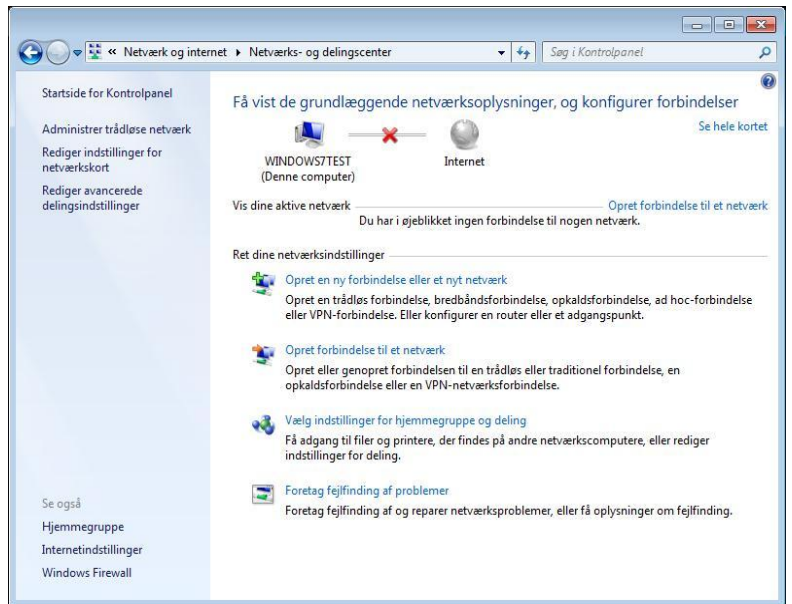 « Netværk og internet ▸ Netværks- og delingscenter
Søg i Kontrolpanel
Startside for Kontrolpanel
Administrer trådløse netværk
Rediger indstillinger for
netværkskort
Rediger avancerede
delingsindstillinger
Se også
Hjemmegruppe
Internetindstillinger
Windows Firewall
Få vist de grundlæggende netværksoplysninger, og konfigurer forbindelser
Se hele kortet
WINDOWS7TEST
(Denne computer)
Internet
Vis dine aktive netværk
Opret forbindelse til et netværk
Du har i øjeblikket ingen forbindelse til nogen netværk.
Ret dine netværksindstillinger
Opret en ny forbindelse eller et nyt netværk
Opret en trådløs forbindelse, bredbåndsforbindelse, opkaldsforbindelse, ad hoc-forbindelse
eller VPN-forbindelse. Eller konfigurer en router eller et adgangspunkt.
Opret forbindelse til et netværk
Opret eller genopret forbindelsen til en trådløs eller traditionel forbindelse, en
opkaldsforbindelse eller en VPN-netværksforbindelse.
Vælg indstillinger for hjemmegruppe og deling
Få adgang til filer og printere, der findes på andre netværkscomputere, eller rediger
indstillinger for deling.
Foretag fejlfinding af problemer
Foretag fejlfinding af og reparer netværksproblemer, eller få oplysninger om fejlfinding.